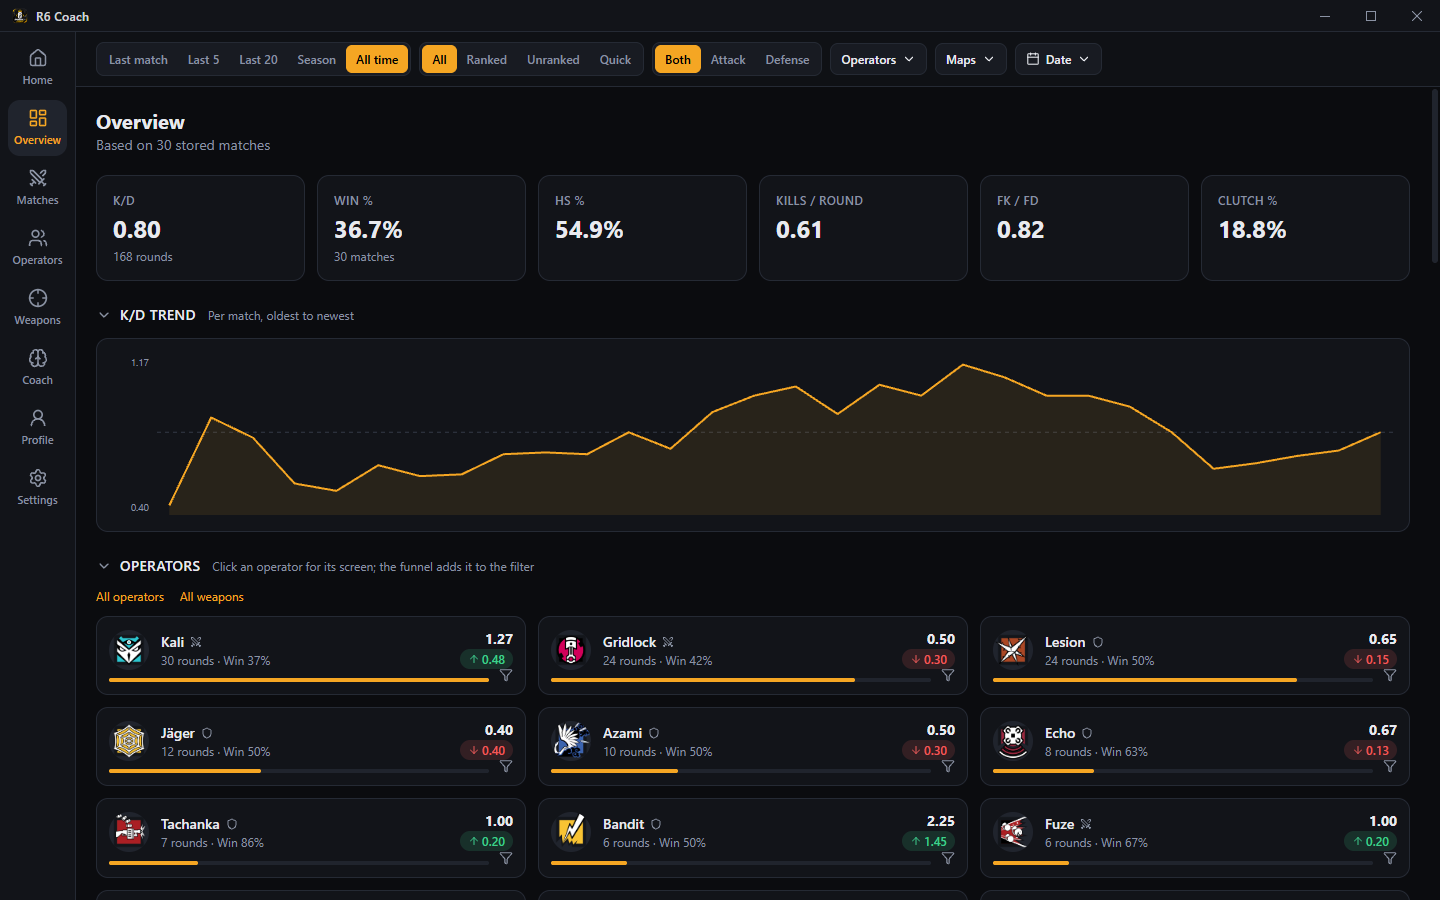 R6 Coach
Home
Overview
Matches
Operators
Weapons
Coach
Profile
Settings
Last match Last 5 Last 20 Season All time All Ranked Unranked Quick Both Attack Defense Operators Maps Date
Overview
Based on 30 stored matches
K/D
0.80
168 rounds
WIN %
36.7%
30 matches
HS %
54.9%
KILLS / ROUND
0.61
FK / FD
0.82
CLUTCH %
18.8%
K/D TREND Per match, oldest to newest
1.17
0.40
OPERATORS Click an operator for its screen; the funnel adds it to the filter
All operators All weapons
Kali 1.27
30 rounds · Win 37% ↑ 0.48
Gridlock 0.50
24 rounds · Win 42% ↓ 0.30
Lesion 0.65
24 rounds · Win 50% ↓ 0.15
Jäger 0.40
12 rounds · Win 50% ↓ 0.40
Azami 0.50
10 rounds · Win 50% ↓ 0.30
Echo 0.67
8 rounds · Win 63% ↓ 0.13
Tachanka 1.00
7 rounds · Win 86% ↑ 0.20
Bandit 2.25
6 rounds · Win 50% ↑ 1.45
Fuze 1.00
6 rounds · Win 67% ↑ 0.20